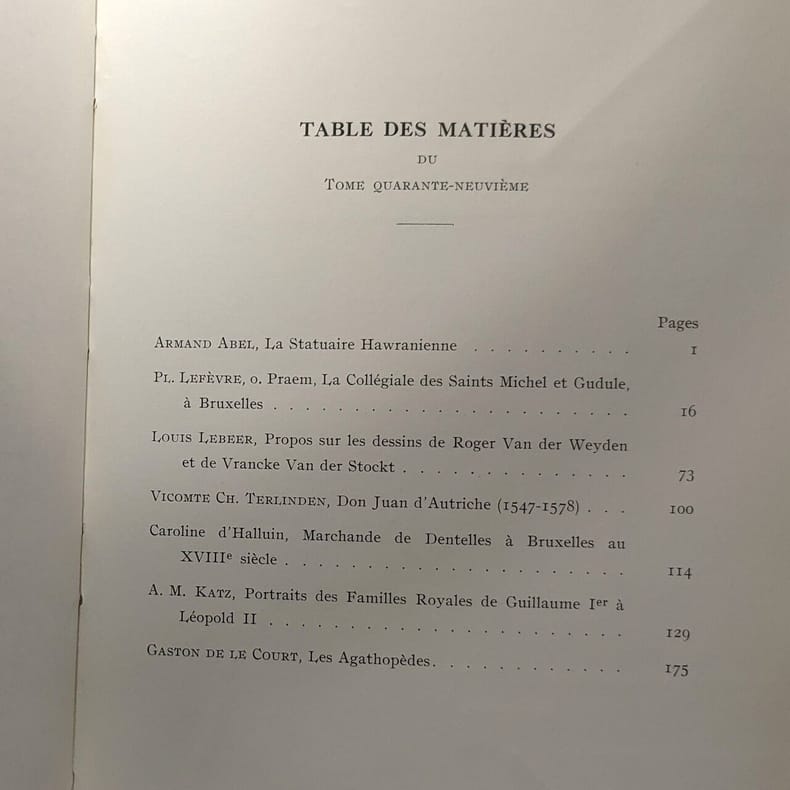 TABLE DES MATIÈRES
DU
TOME QUARANTE-NEUVIÈME
Pages
ARMAND ABEL, La Statuaire Hawranienne . . . . . . . . . . 1
PL. LEFÈVRE, O. Praem, La Collégiale des Saints Michel et Gudule,
à Bruxelles . . . . . . . . . . . . . . . . . . . . . . 16
LOUIS LEBEER, Propos sur les dessins de Roger Van der Weyden
et de Vrancke Van der Stockt . . . . . . . . . . . . . . 73
VICOMTE CH. TERLINDEN, Don Juan d'Autriche (1547-1578) . . . 100
Caroline d'Halluin, Marchande de Dentelles à Bruxelles au
XVIIIe siècle . . . . . . . . . . . . . . . . . . . . . 114
A. M. KATZ, Portraits des Familles Royales de Guillaume Ier à
Léopold II . . . . . . . . . . . . . . . . . . . . . . 129
GASTON DE LE COURT, Les Agathopèdes. . . . . . . . . . . . 175